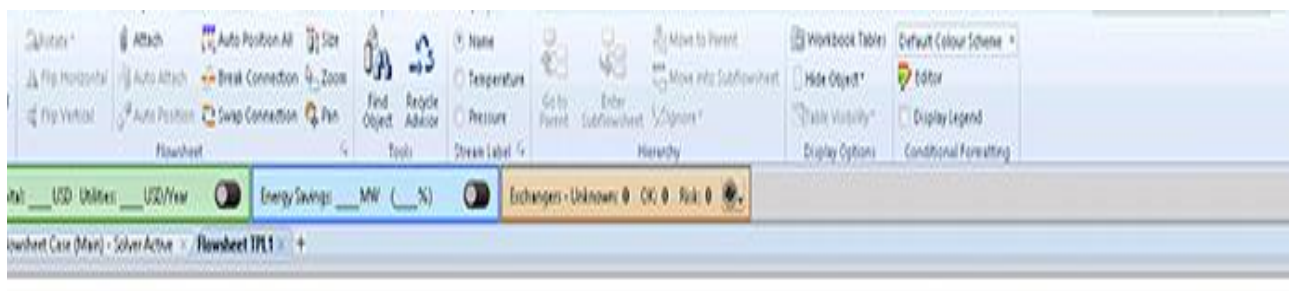 Rotate Attach Auto Position All Size Name Move to Parent Workbook Tables Default Colour Scheme
Flip Horizontal Auto Attach Break Connection Zoom Find Object Recycle Advisor Temperature Go to Parent Enter Subflowsheet Move into Subflowsheet Hide Object Editor
Flip Vertical Auto Position Swap Connection Pan Pressure Ignore Table Visibility Display Legend
Flowsheet Tools Stream Label Hierarchy Display Options Conditional Formatting
USD Utilities: ___ USD/Year Energy Savings: ___ MW (___%) Exchangers - Unknown: 0 OK: 0 Risk: 0
Case (Main) - Solver Active × Flowsheet TPL1 × +